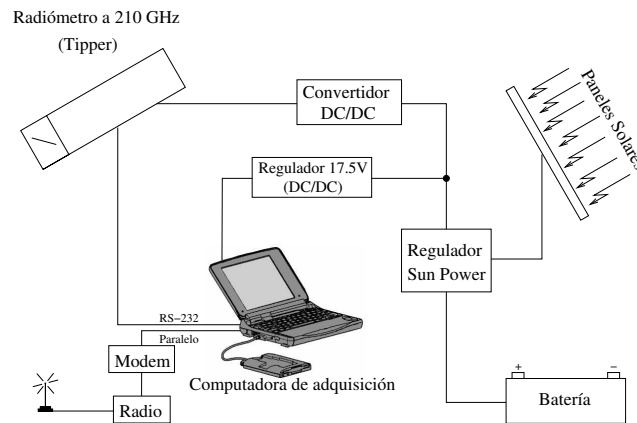 Radiómetro a 210 GHz
(Tipper)
Convertidor
DC/DC
Paneles Solares
Regulador 17.5V
(DC/DC)
Regulador
Sun Power
RS−232
Paralelo
Modem
Computadora de adquisición
Radio
+ −
Batería